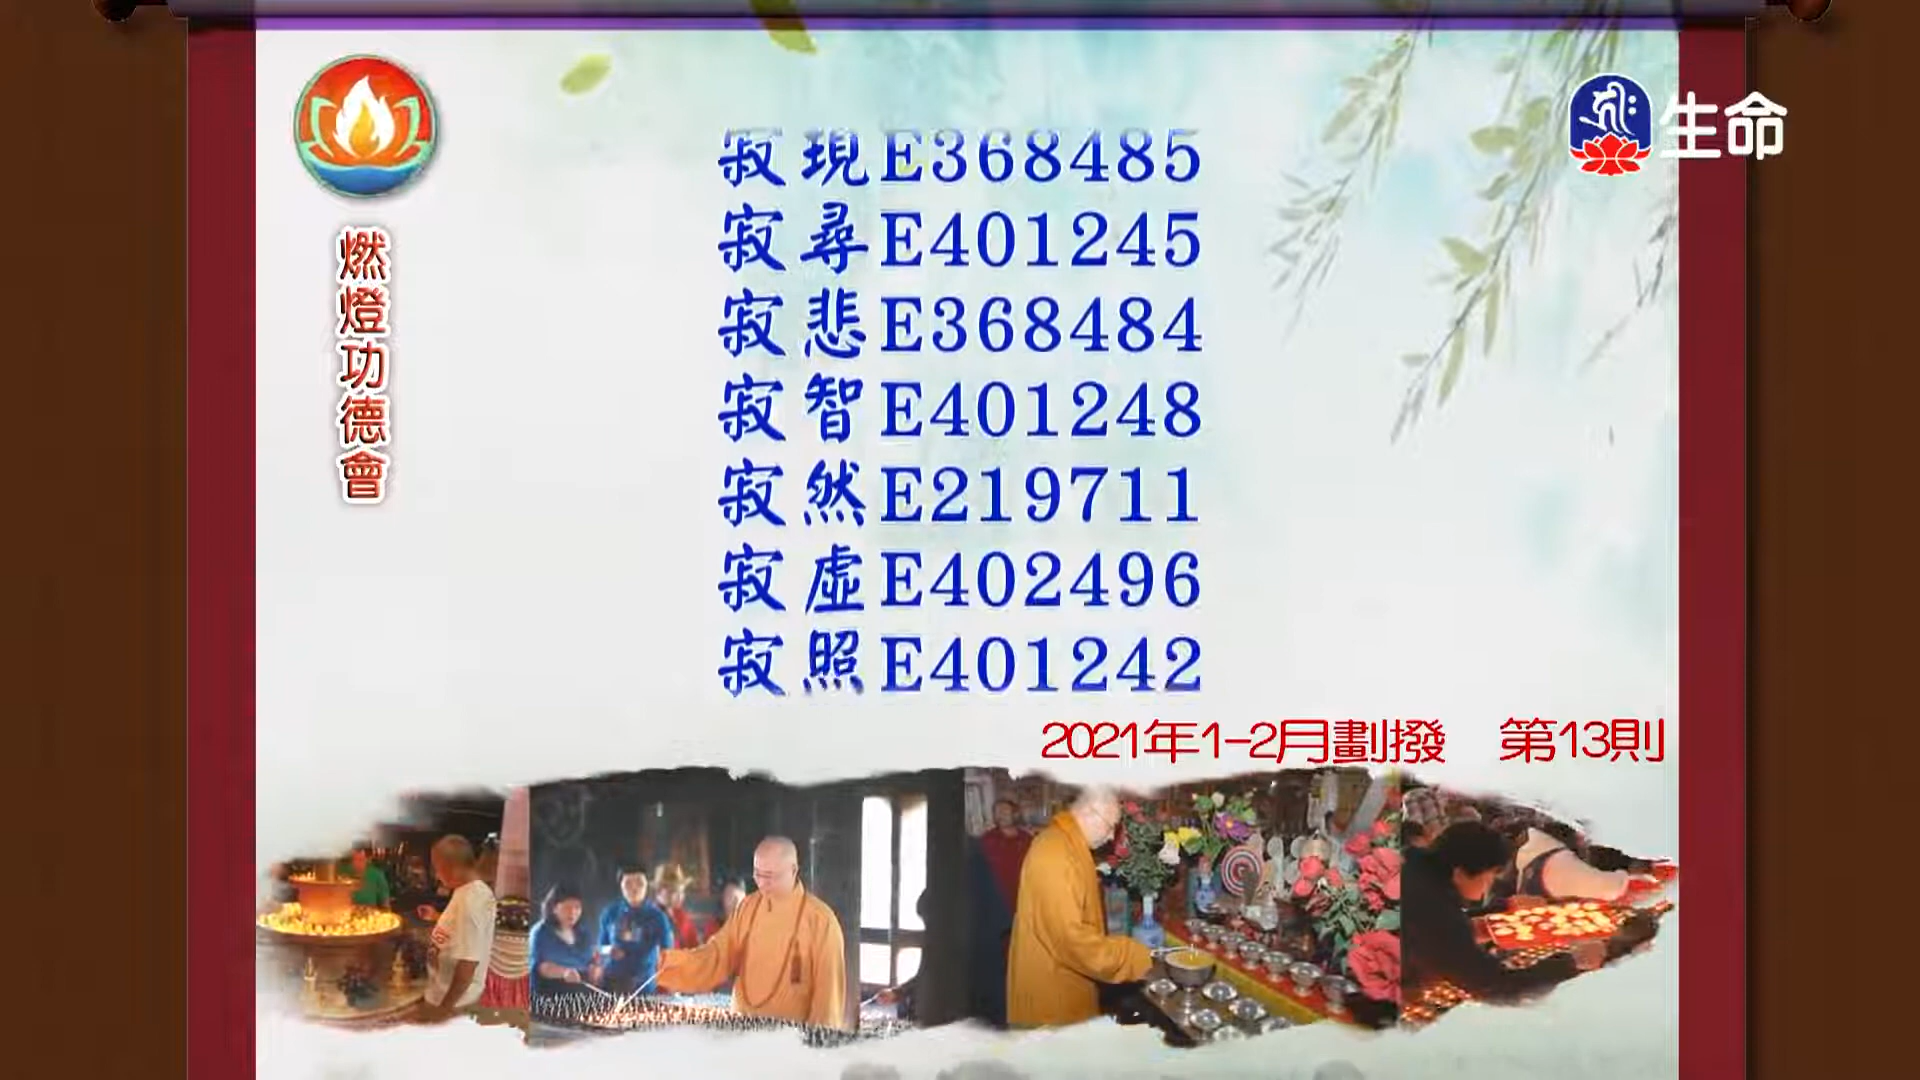 生命
燃燈功德會
寂現E368485
寂尋E401245
寂悲E368484
寂智E401248
寂然E219711
寂虛E402496
寂照E401242
2021年1-2月劃撥 第13則